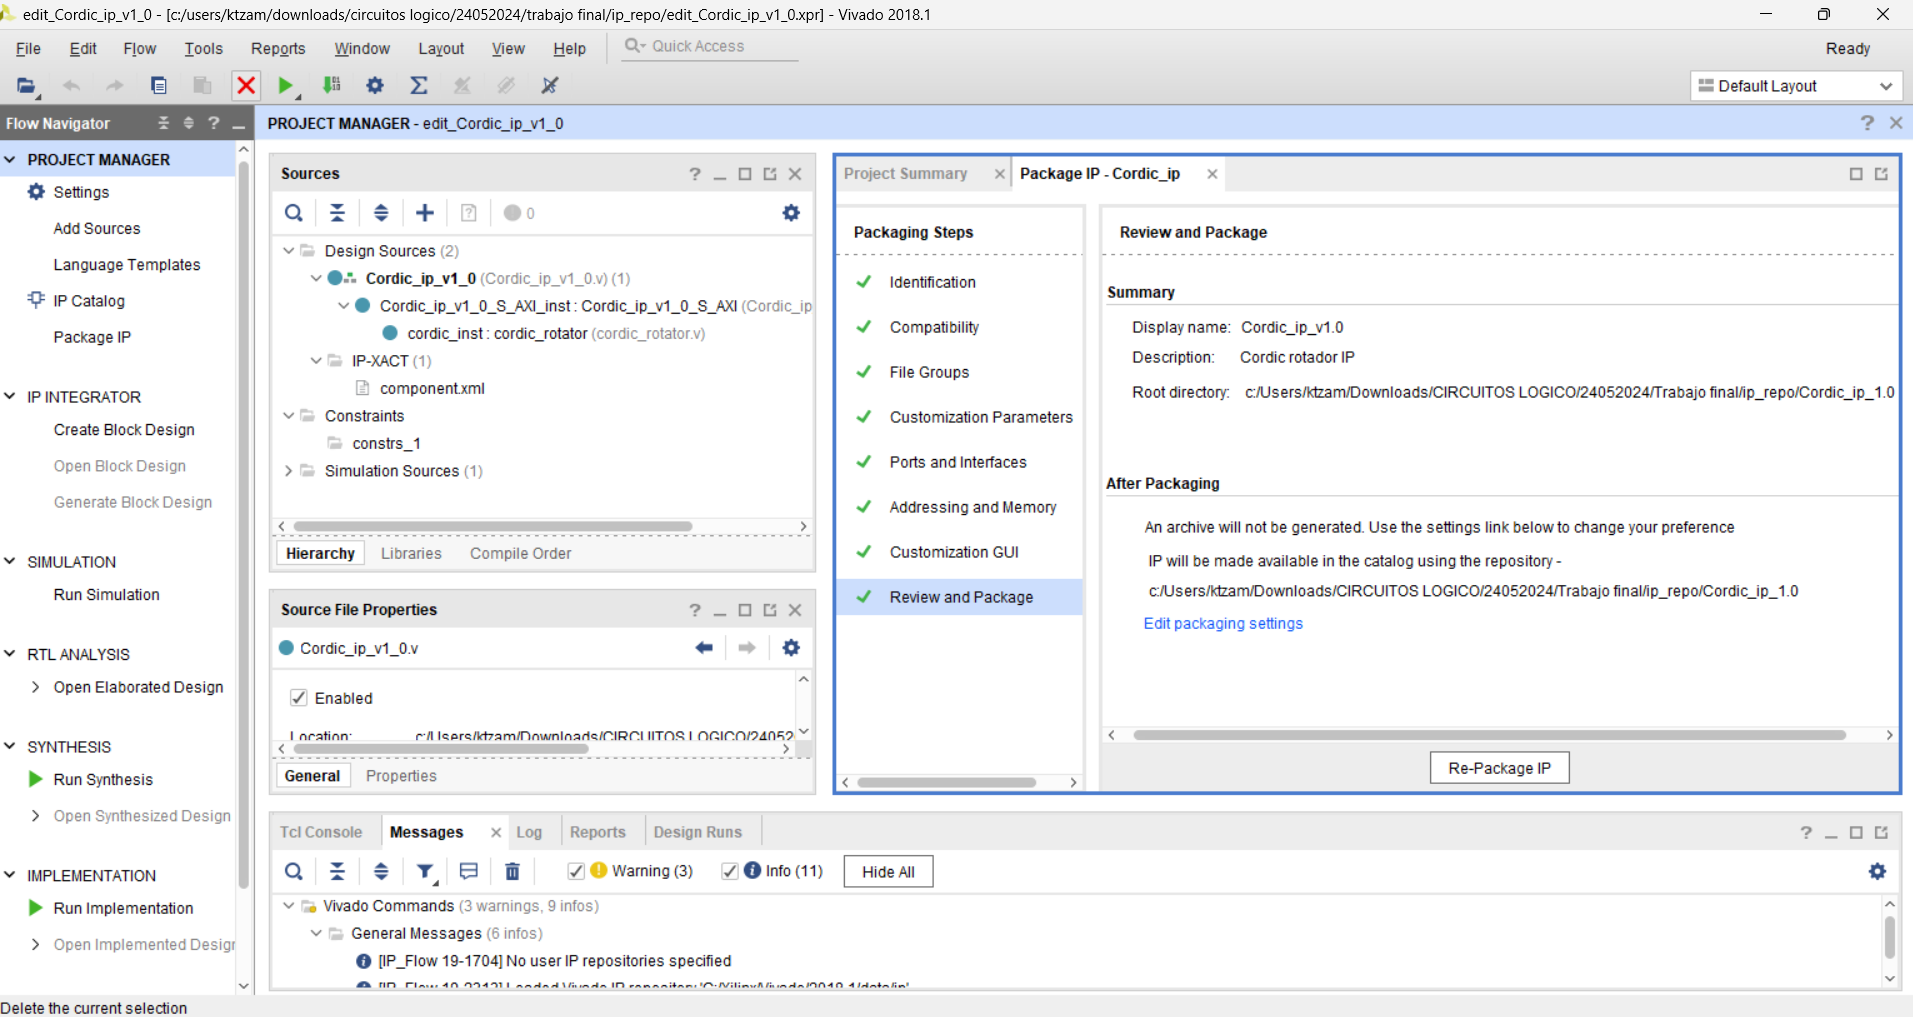 edit_Cordic_ip_v1_0 - [c:/users/ktzam/downloads/circuitos logico/24052024/trabajo final/ip_repo/edit_Cordic_ip_v1_0.xpr] - Vivado 2018.1
File Edit Flow Tools Reports Window Layout View Help Quick Access Ready
Default Layout
Flow Navigator
PROJECT MANAGER
Settings
Add Sources
Language Templates
IP Catalog
Package IP
IP INTEGRATOR
Create Block Design
Open Block Design
Generate Block Design
SIMULATION
Run Simulation
RTL ANALYSIS
Open Elaborated Design
SYNTHESIS
Run Synthesis
Open Synthesized Design
IMPLEMENTATION
Run Implementation
Open Implemented Design
PROJECT MANAGER - edit_Cordic_ip_v1_0
Sources
0
Design Sources (2)
Cordic_ip_v1_0 (Cordic_ip_v1_0.v) (1)
Cordic_ip_v1_0_S_AXI_inst : Cordic_ip_v1_0_S_AXI (Cordic_ip
cordic_inst : cordic_rotator (cordic_rotator.v)
IP-XACT (1)
component.xml
Constraints
constrs_1
Simulation Sources (1)
Hierarchy Libraries Compile Order
Source File Properties
Cordic_ip_v1_0.v
Enabled
Location: c:/Users/ktzam/Downloads/CIRCUITOS LOGICO/24052
General Properties
Project Summary Package IP - Cordic_ip
Packaging Steps
Identification
Compatibility
File Groups
Customization Parameters
Ports and Interfaces
Addressing and Memory
Customization GUI
Review and Package
Review and Package
Summary
Display name: Cordic_ip_v1.0
Description: Cordic rotador IP
Root directory: c:/Users/ktzam/Downloads/CIRCUITOS LOGICO/24052024/Trabajo final/ip_repo/Cordic_ip_1.0
After Packaging
An archive will not be generated. Use the settings link below to change your preference
IP will be made available in the catalog using the repository -
c:/Users/ktzam/Downloads/CIRCUITOS LOGICO/24052024/Trabajo final/ip_repo/Cordic_ip_1.0
Edit packaging settings
Re-Package IP
Tcl Console Messages Log Reports Design Runs
Warning (3) Info (11) Hide All
Vivado Commands (3 warnings, 9 infos)
General Messages (6 infos)
[IP_Flow 19-1704] No user IP repositories specified
[IP_Flow 19-2313] Loaded Vivado IP repository 'C:/Xilinx/Vivado/2018.1/data/ip'.
Delete the current selection